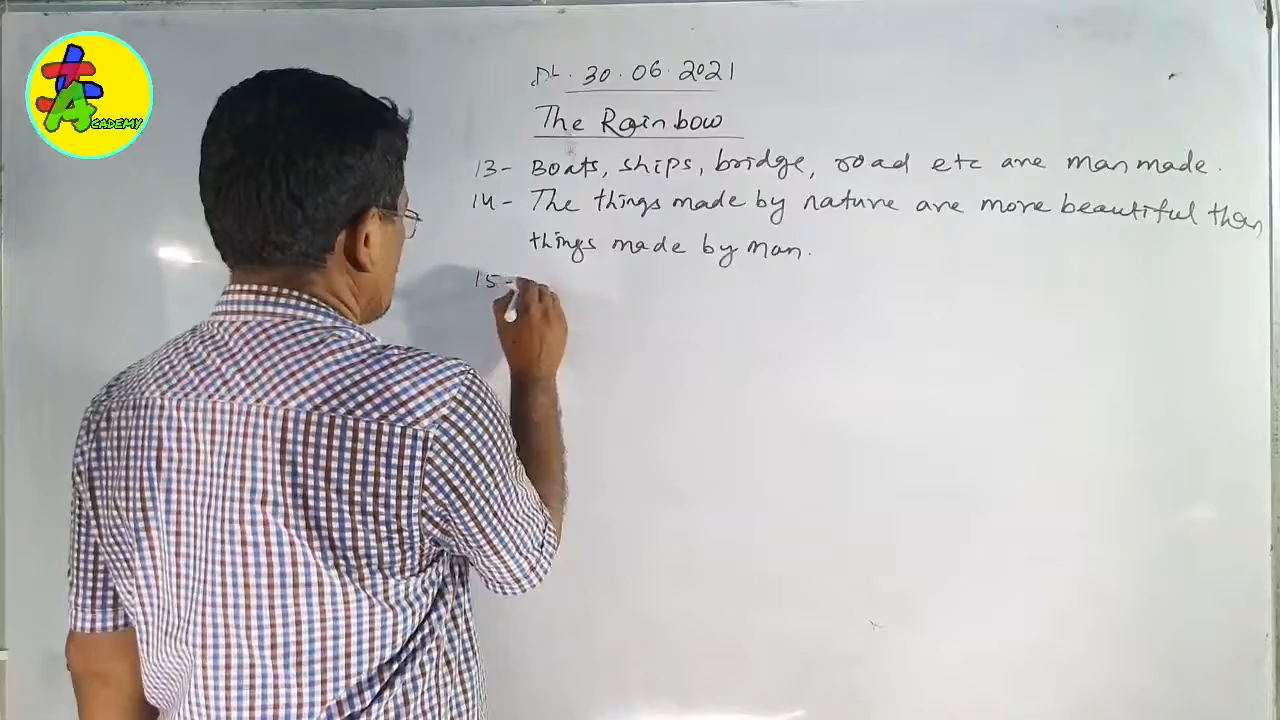 ACADEMY
Dt. 30.06.2021
The Rainbow
13- Boats, ships, bridge, road etc are man made.
14- The things made by nature are more beautiful than
things made by man.
15-